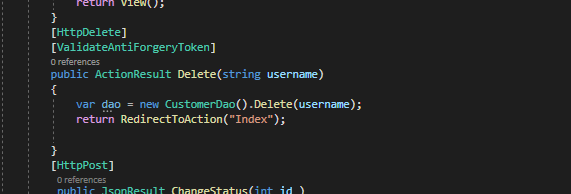 return View();
}
[HttpDelete]
[ValidateAntiForgeryToken]
0 references
public ActionResult Delete(string username)
{
var dao = new CustomerDao().Delete(username);
return RedirectToAction("Index");
}
[HttpPost]
0 references
public JsonResult ChangeStatus(int id )